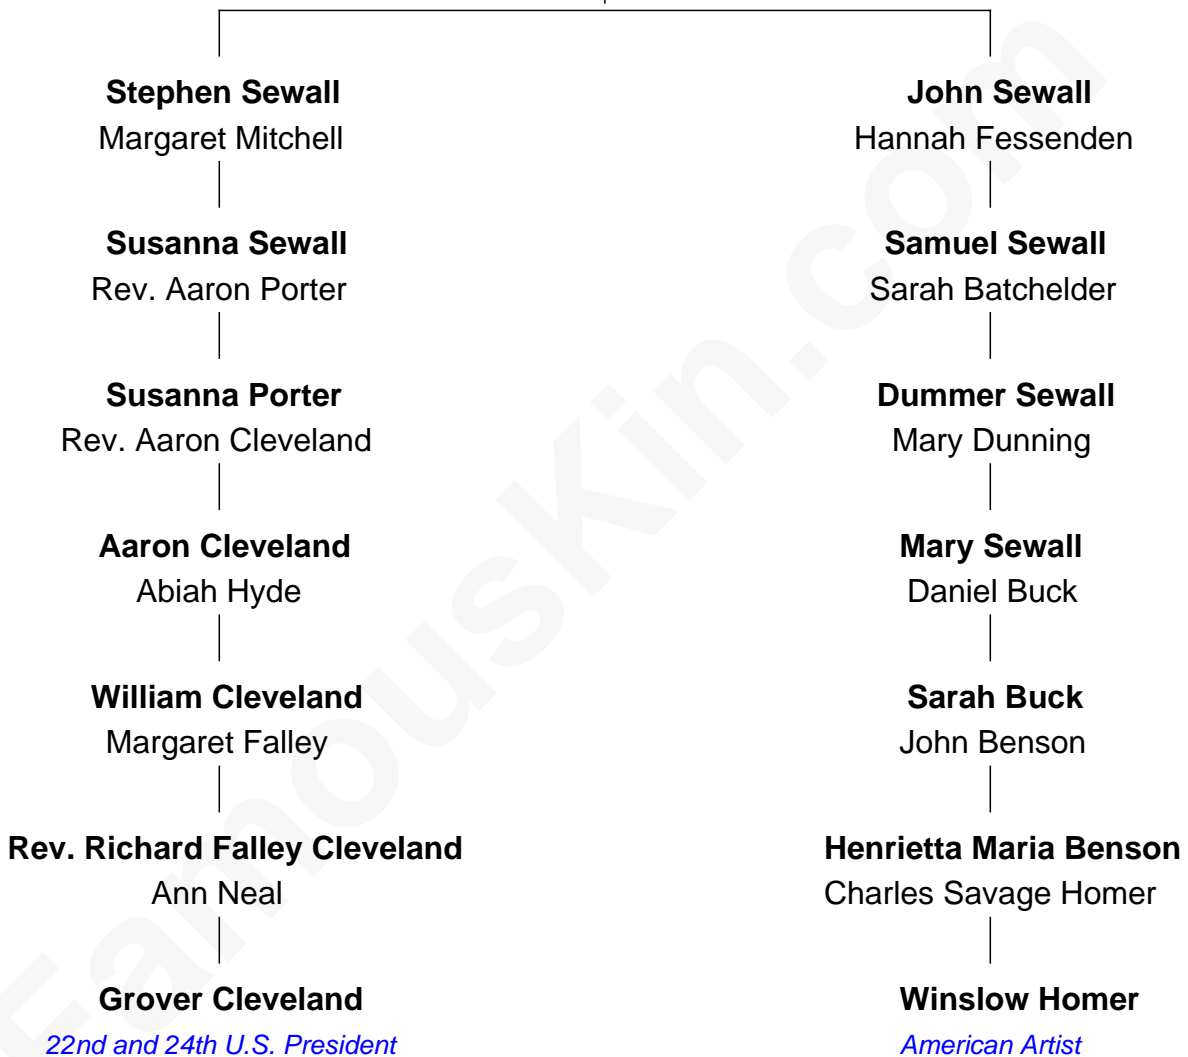 Stephen Sewall
Margaret Mitchell
Susanna Sewall
Rev. Aaron Porter
Susanna Porter
Rev. Aaron Cleveland
Aaron Cleveland
Abiah Hyde
William Cleveland
Margaret Falley
Rev. Richard Falley Cleveland
Ann Neal
Grover Cleveland
22nd and 24th U.S. President
John Sewall
Hannah Fessenden
Samuel Sewall
Sarah Batchelder
Dummer Sewall
Mary Dunning
Mary Sewall
Daniel Buck
Sarah Buck
John Benson
Henrietta Maria Benson
Charles Savage Homer
Winslow Homer
American Artist
FamousKin.com